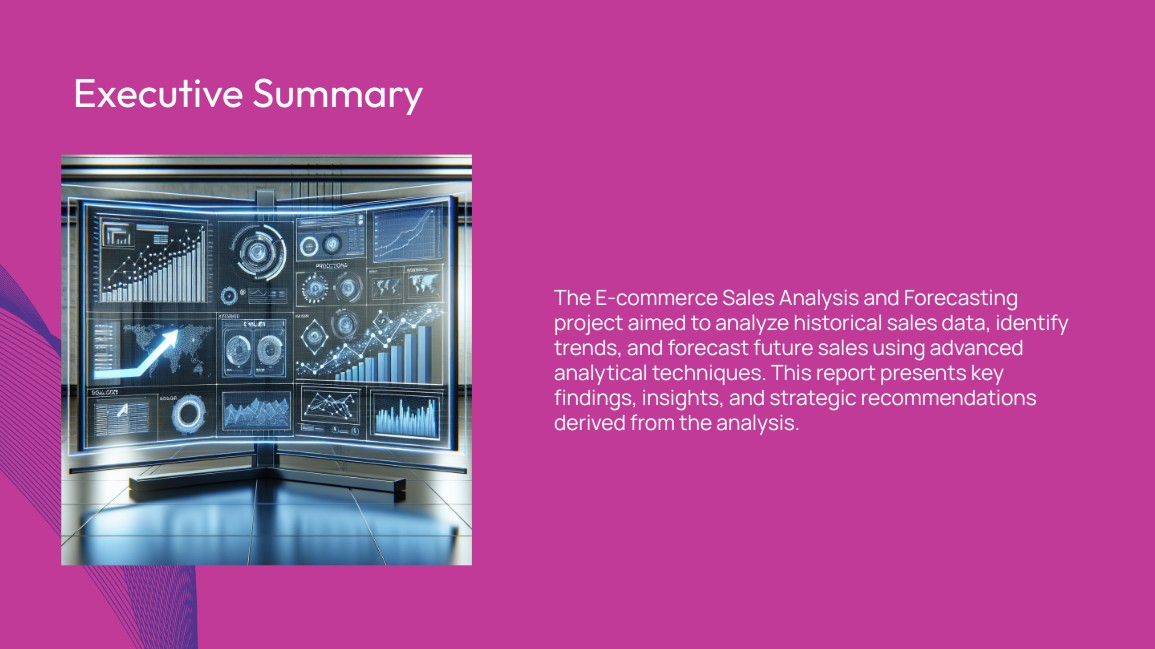 Executive Summary
The E-commerce Sales Analysis and Forecasting
project aimed to analyze historical sales data, identify
trends, and forecast future sales using advanced
analytical techniques. This report presents key
findings, insights, and strategic recommendations
derived from the analysis.